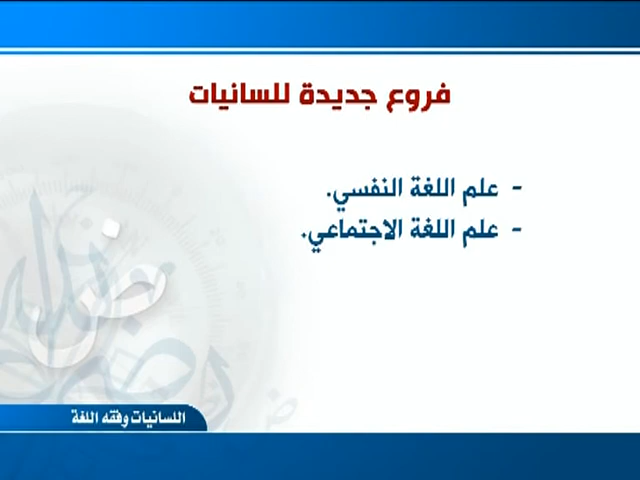 فروع جديدة للسانيات
- علم اللغة النفسي.
- علم اللغة الاجتماعي.
اللسانيات وفقه اللغة